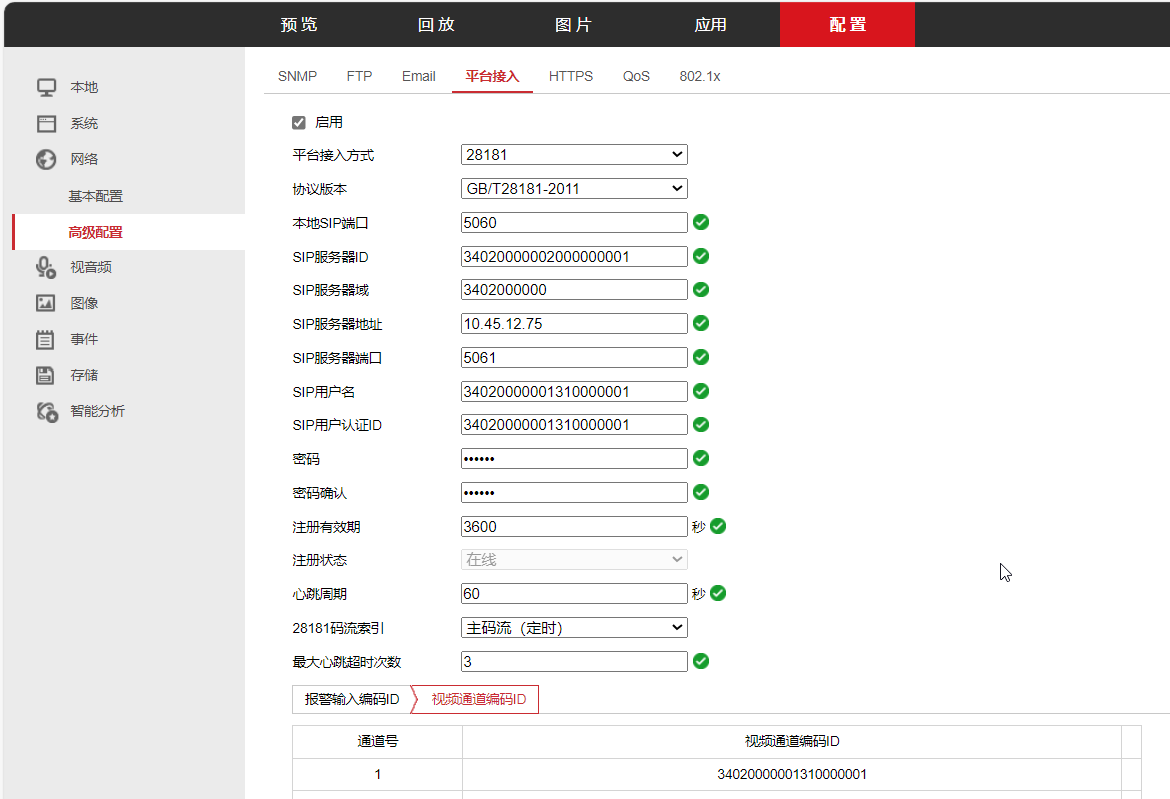 预览 回放 图片 应用 配置
SNMP FTP Email 平台接入 HTTPS QoS 802.1x
本地
系统
网络
基本配置
高级配置
视音频
图像
事件
存储
智能分析
启用
平台接入方式 28181
协议版本 GB/T28181-2011
本地SIP端口 5060
SIP服务器ID 34020000002000000001
SIP服务器域 3402000000
SIP服务器地址 10.45.12.75
SIP服务器端口 5061
SIP用户名 34020000001310000001
SIP用户认证ID 34020000001310000001
密码 ••••••
密码确认 ••••••
注册有效期 3600 秒
注册状态 在线
心跳周期 60 秒
28181码流索引 主码流（定时）
最大心跳超时次数 3
报警输入编码ID 视频通道编码ID
通道号 视频通道编码ID
1 34020000001310000001